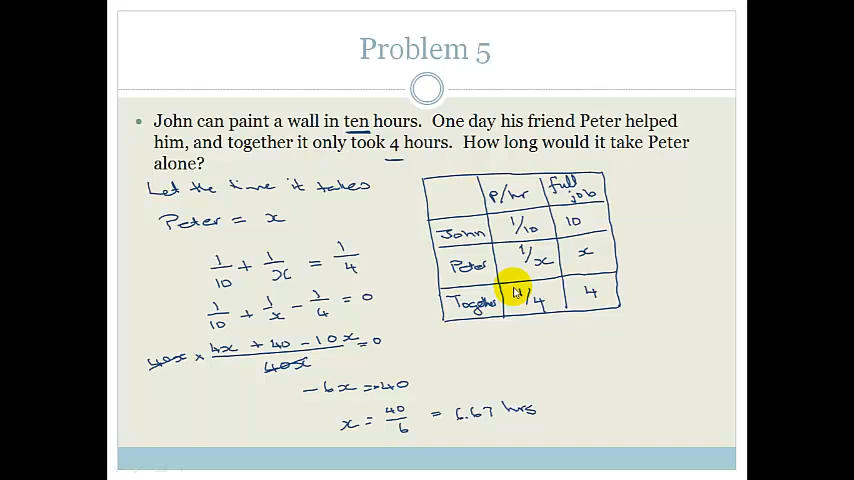 Problem 5
John can paint a wall in ten hours. One day his friend Peter helped
him, and together it only took 4 hours. How long would it take Peter
alone?
Let the time it takes
Peter = x
1/10 + 1/x = 1/4
1/10 + 1/x - 1/4 = 0
40x × (4x + 40 - 10x)/40x = 0
-6x = -40
x = 40/6 = 6.67 hrs
P/hr full job
John 1/10 10
Peter 1/x x
Together 1/4 4